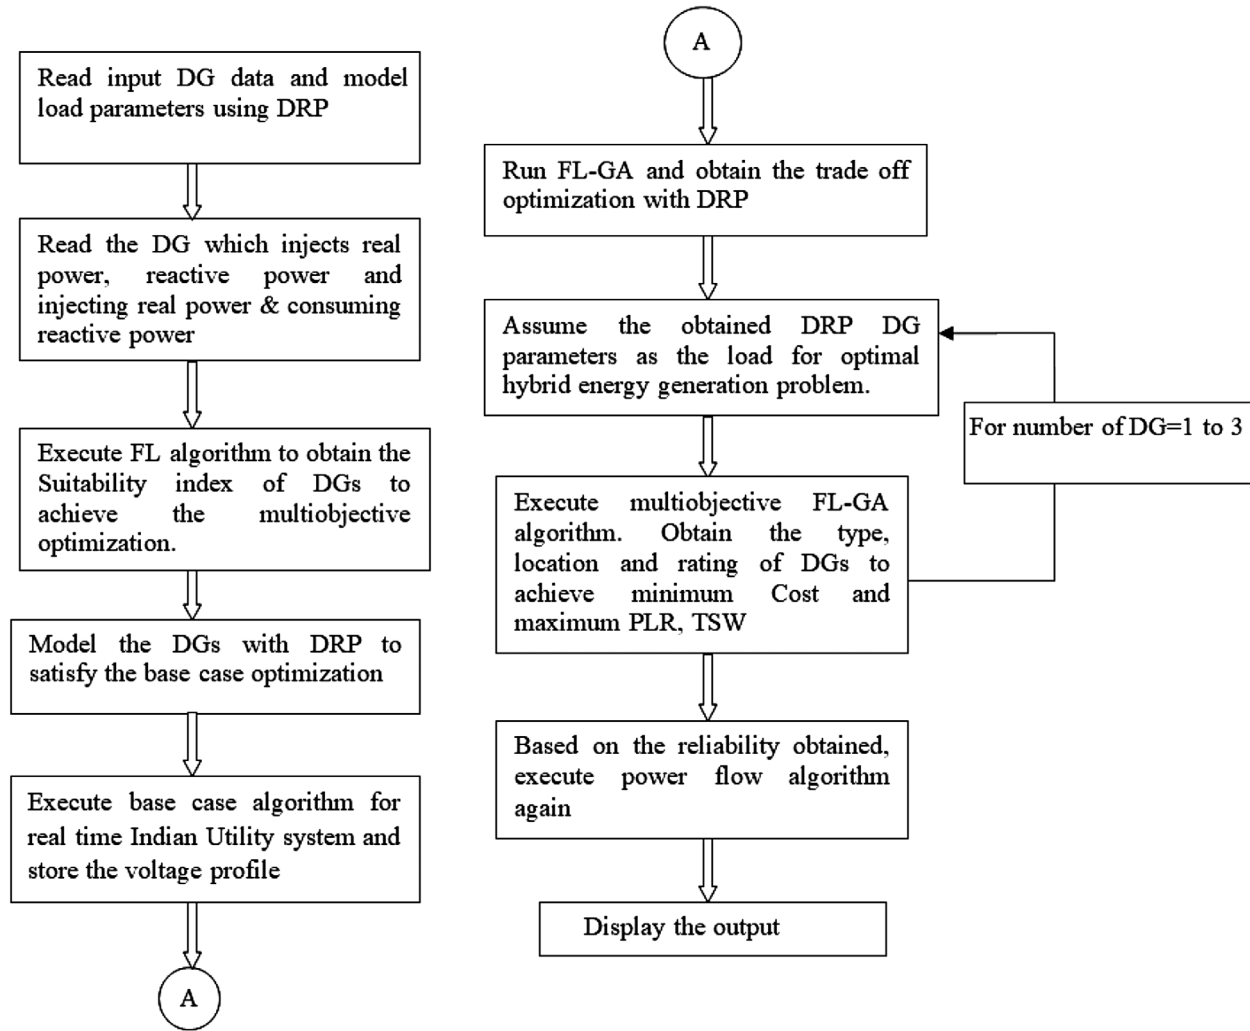 Read input DG data and model
load parameters using DRP
Read the DG which injects real
power, reactive power and
injecting real power & consuming
reactive power
Execute FL algorithm to obtain the
Suitability index of DGs to
achieve the multiobjective
optimization.
Model the DGs with DRP to
satisfy the base case optimization
Execute base case algorithm for
real time Indian Utility system and
store the voltage profile
A
A
Run FL-GA and obtain the trade off
optimization with DRP
Assume the obtained DRP DG
parameters as the load for optimal
hybrid energy generation problem.
For number of DG=1 to 3
Execute multiobjective FL-GA
algorithm. Obtain the type,
location and rating of DGs to
achieve minimum Cost and
maximum PLR, TSW
Based on the reliability obtained,
execute power flow algorithm
again
Display the output